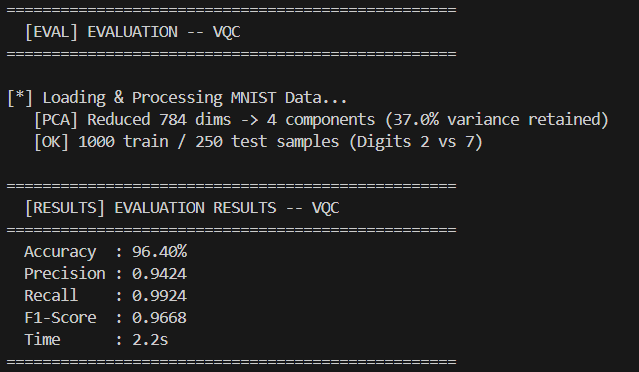 ====================================================
[EVAL] EVALUATION -- VQC
====================================================
[*] Loading & Processing MNIST Data...
[PCA] Reduced 784 dims -> 4 components (37.0% variance retained)
[OK] 1000 train / 250 test samples (Digits 2 vs 7)
====================================================
[RESULTS] EVALUATION RESULTS -- VQC
====================================================
Accuracy  : 96.40%
Precision : 0.9424
Recall    : 0.9924
F1-Score  : 0.9668
Time      : 2.2s
====================================================